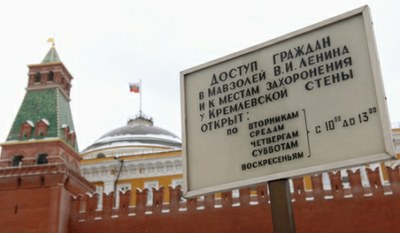 ДОСТУП ГРАЖДАН
В МАВЗОЛЕЙ В.И. ЛЕНИНА
И К МЕСТАМ ЗАХОРОНЕНИЯ
У КРЕМЛЕВСКОЙ СТЕНЫ
ОТКРЫТ:
ПО ВТОРНИКАМ
СРЕДАМ
ЧЕТВЕРГАМ
СУББОТАМ
ВОСКРЕСЕНЬЯМ
С 10⁰⁰ ДО 13⁰⁰